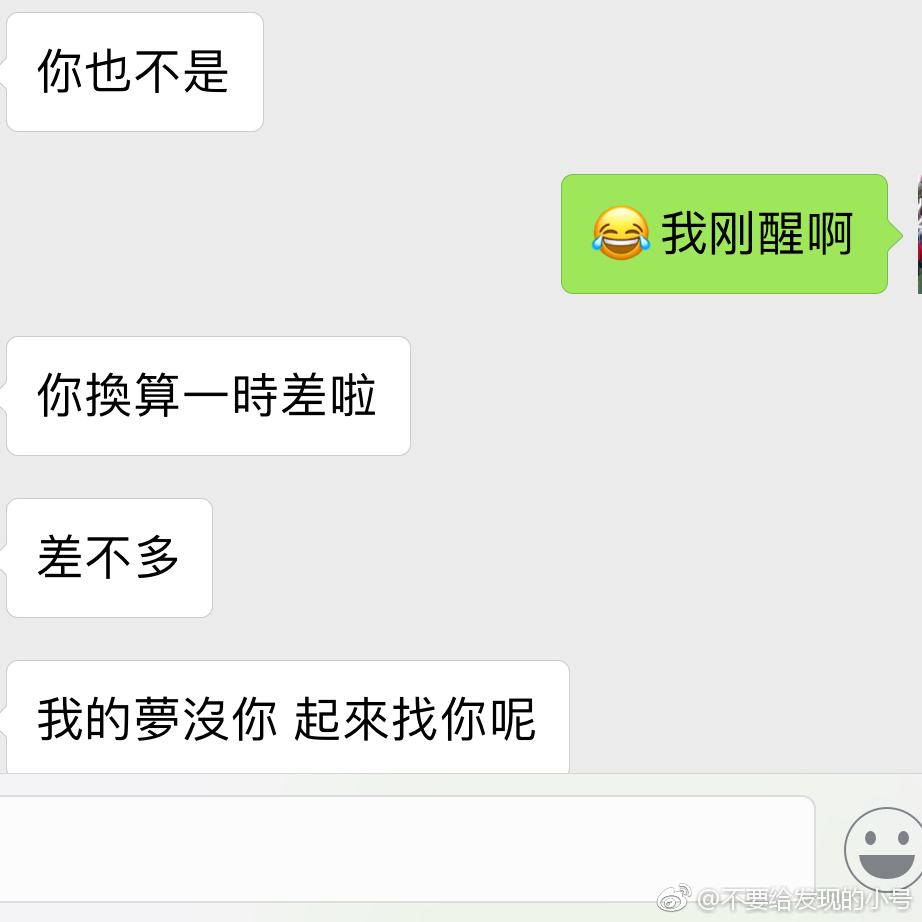 你也不是
😂我刚醒啊
你換算一時差啦
差不多
我的夢沒你 起來找你呢
@不要给发现的小号